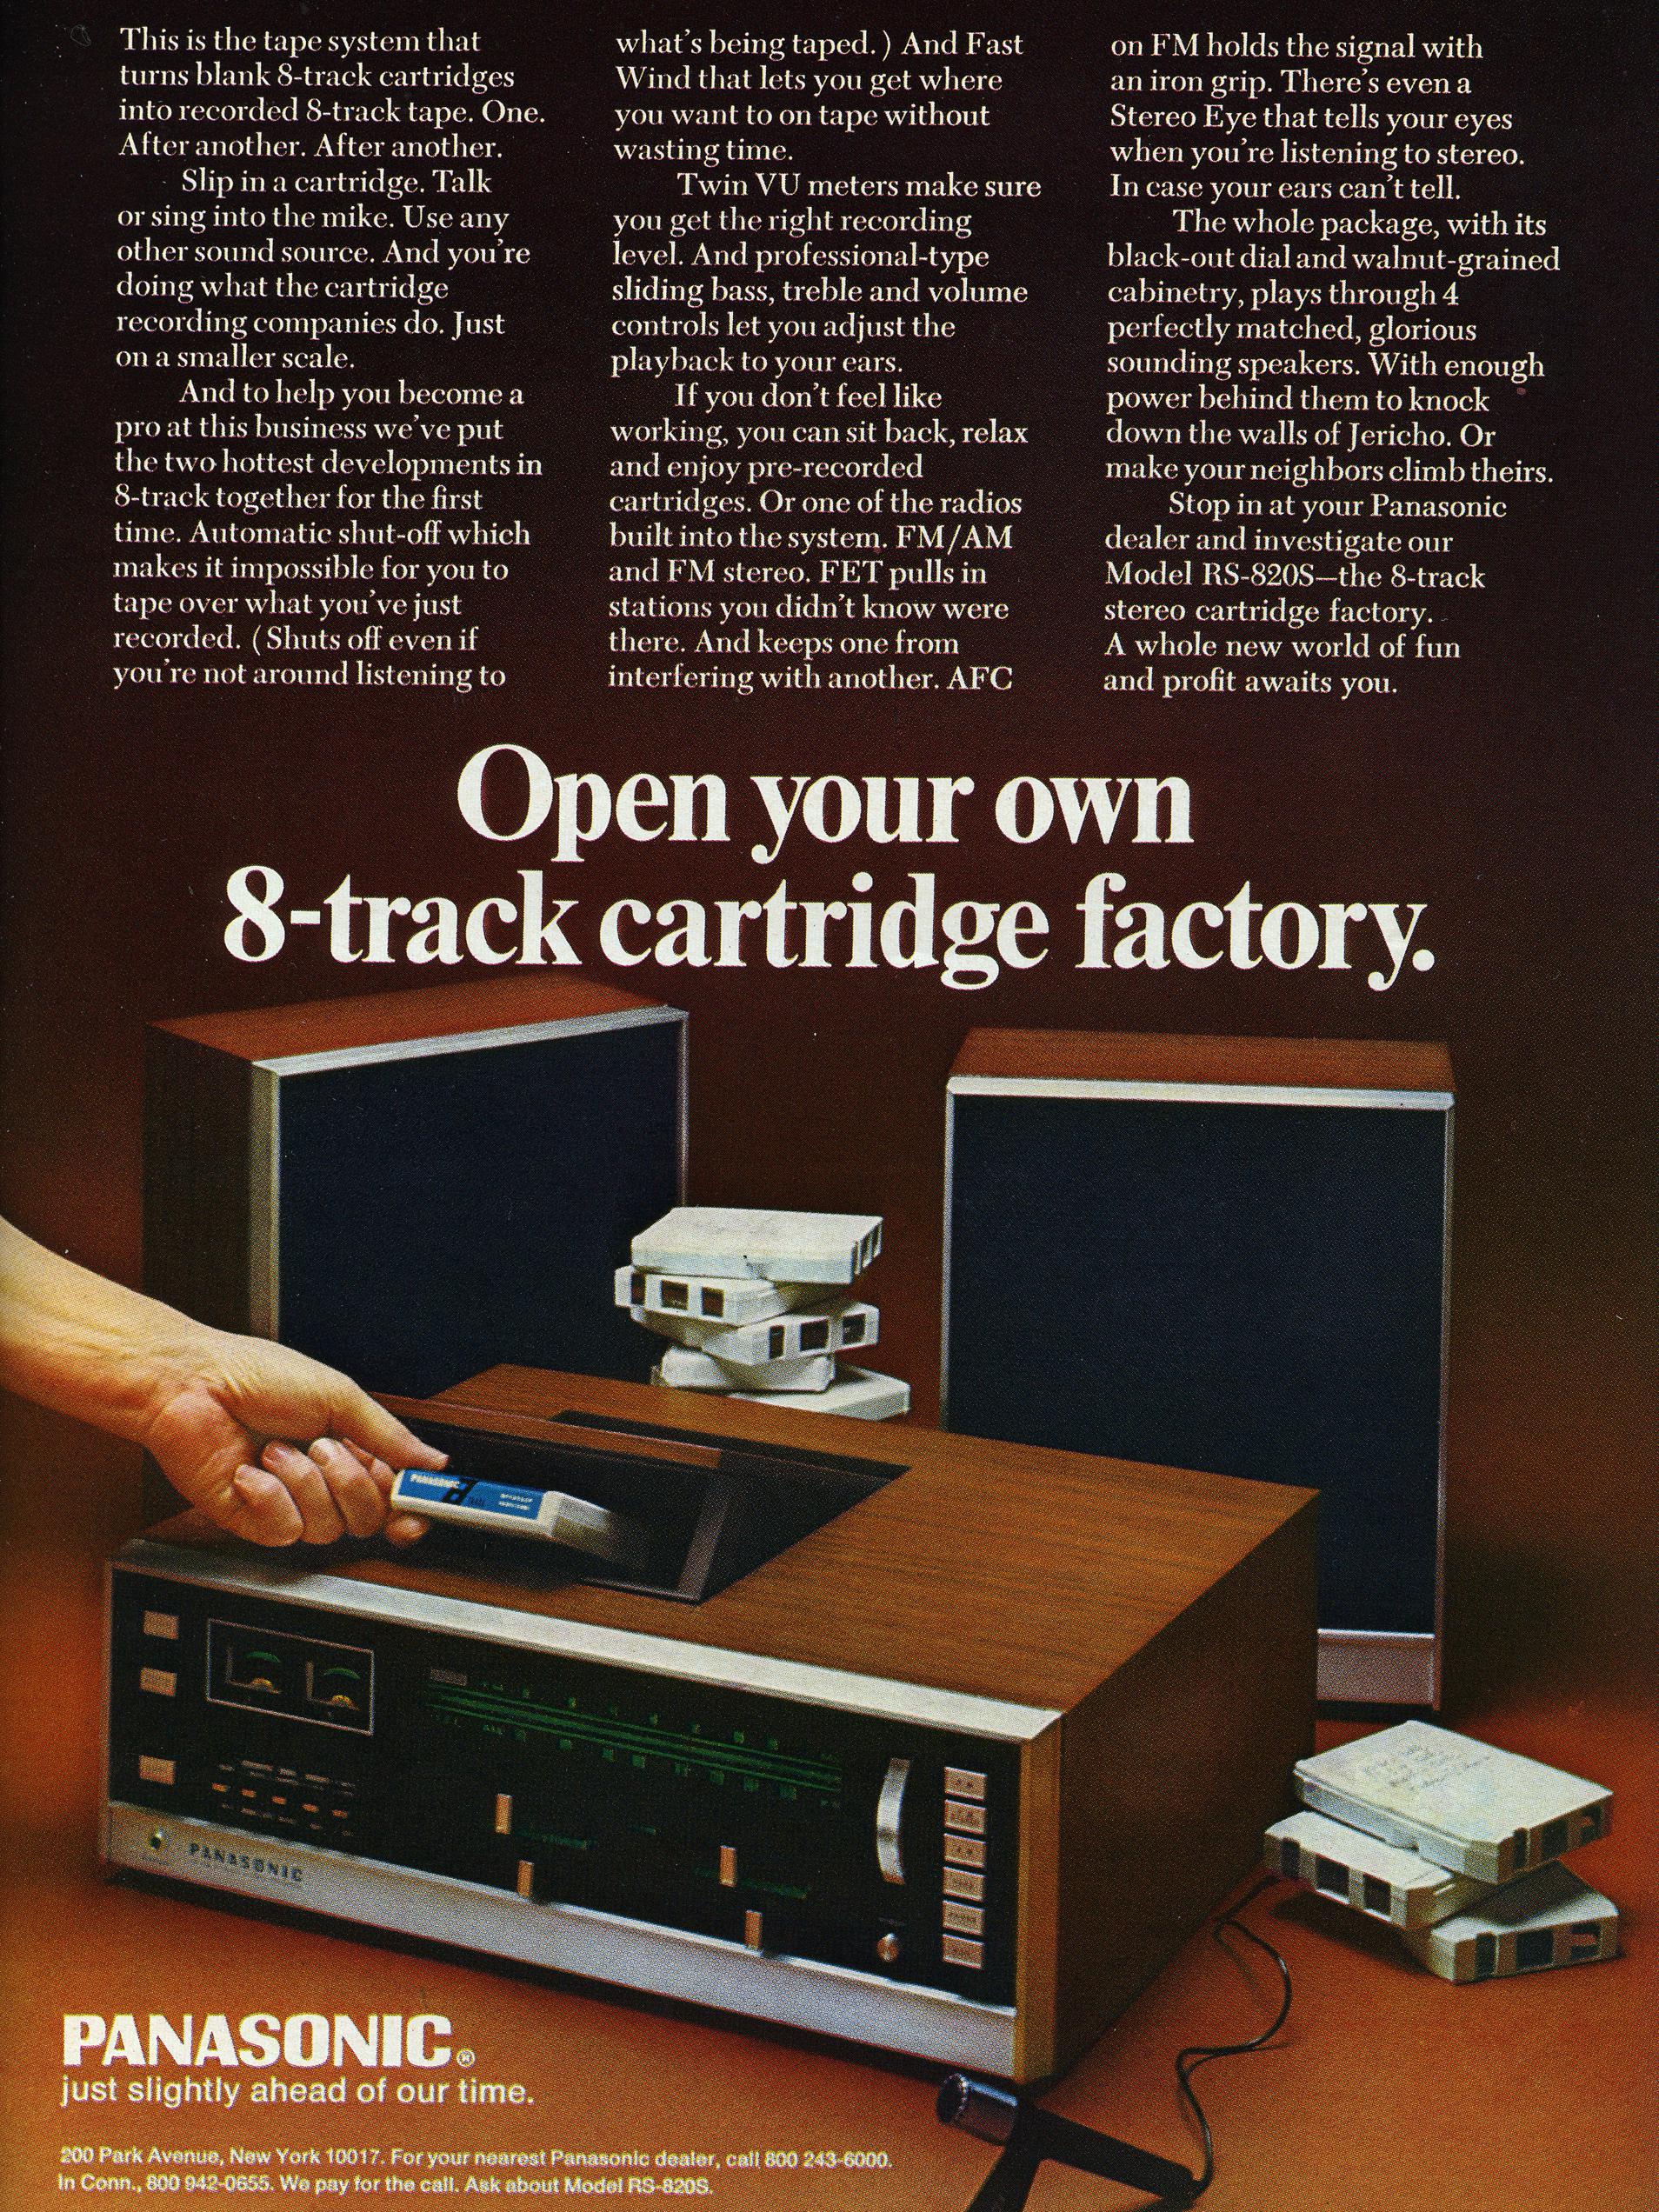 This is the tape system that
turns blank 8-track cartridges
into recorded 8-track tape. One.
After another. After another.
Slip in a cartridge. Talk
or sing into the mike. Use any
other sound source. And you're
doing what the cartridge
recording companies do. Just
on a smaller scale.
And to help you become a
pro at this business we've put
the two hottest developments in
8-track together for the first
time. Automatic shut-off which
makes it impossible for you to
tape over what you've just
recorded. (Shuts off even if
you're not around listening to
what's being taped.) And Fast
Wind that lets you get where
you want to on tape without
wasting time.
Twin VU meters make sure
you get the right recording
level. And professional-type
sliding bass, treble and volume
controls let you adjust the
playback to your ears.
If you don't feel like
working, you can sit back, relax
and enjoy pre-recorded
cartridges. Or one of the radios
built into the system. FM/AM
and FM stereo. FET pulls in
stations you didn't know were
there. And keeps one from
interfering with another. AFC
on FM holds the signal with
an iron grip. There's even a
Stereo Eye that tells your eyes
when you're listening to stereo.
In case your ears can't tell.
The whole package, with its
black-out dial and walnut-grained
cabinetry, plays through 4
perfectly matched, glorious
sounding speakers. With enough
power behind them to knock
down the walls of Jericho. Or
make your neighbors climb theirs.
Stop in at your Panasonic
dealer and investigate our
Model RS-820S—the 8-track
stereo cartridge factory.
A whole new world of fun
and profit awaits you.
Open your own
8-track cartridge factory.
PANASONIC
PANASONIC
PANASONIC®
just slightly ahead of our time.
200 Park Avenue, New York 10017. For your nearest Panasonic dealer, call 800 243-6000.
In Conn., 800 942-0655. We pay for the call. Ask about Model RS-820S.